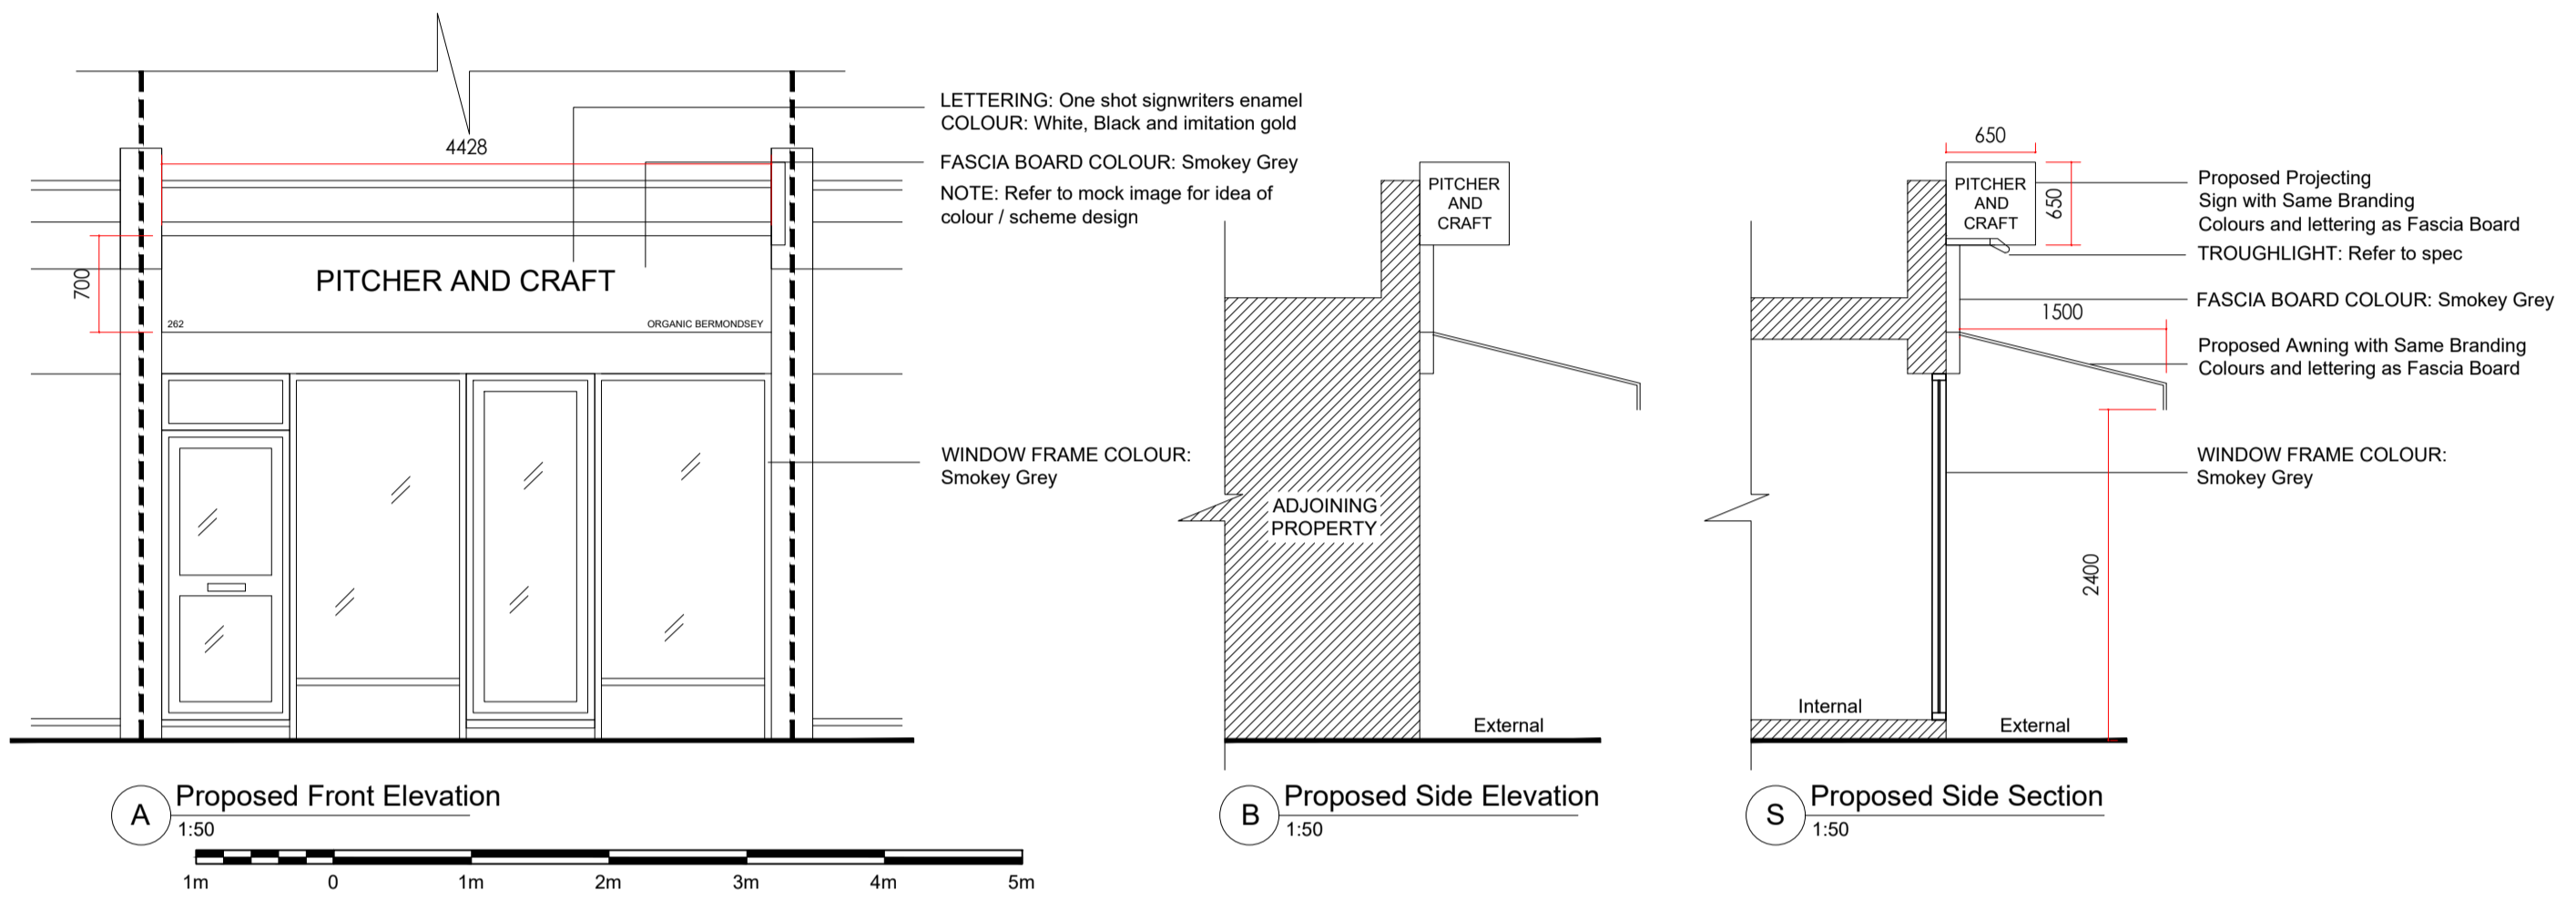 4428
700
PITCHER AND CRAFT
262
ORGANIC BERMONDSEY
LETTERING: One shot signwriters enamel
COLOUR: White, Black and imitation gold
FASCIA BOARD COLOUR: Smokey Grey
NOTE: Refer to mock image for idea of
colour / scheme design
WINDOW FRAME COLOUR:
Smokey Grey
A
Proposed Front Elevation
1:50
1m
0
1m
2m
3m
4m
5m
PITCHER
AND
CRAFT
ADJOINING
PROPERTY
External
B
Proposed Side Elevation
1:50
650
PITCHER
AND
CRAFT
650
Proposed Projecting
Sign with Same Branding
Colours and lettering as Fascia Board
TROUGHLIGHT: Refer to spec
FASCIA BOARD COLOUR: Smokey Grey
1500
Proposed Awning with Same Branding
Colours and lettering as Fascia Board
WINDOW FRAME COLOUR:
Smokey Grey
2400
Internal
External
S
Proposed Side Section
1:50